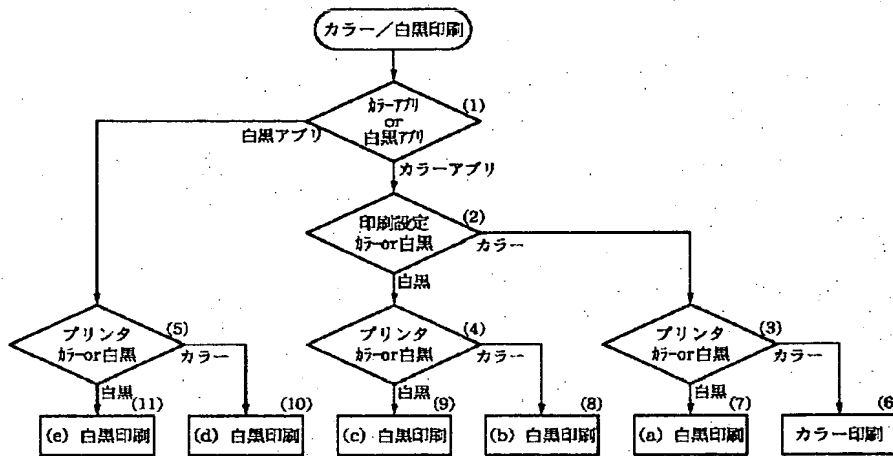 カラー／白黒印刷
(1)
ｶﾗｰｱﾌﾟﾘ
or
白黒ｱﾌﾟﾘ
白黒アプリ
カラーアプリ
(2)
印刷設定
ｶﾗｰor白黒
カラー
白黒
(5)
プリンタ
ｶﾗｰor白黒
カラー
白黒
(4)
プリンタ
ｶﾗｰor白黒
カラー
白黒
(3)
プリンタ
ｶﾗｰor白黒
カラー
白黒
(11)
(e) 白黒印刷
(10)
(d) 白黒印刷
(9)
(c) 白黒印刷
(8)
(b) 白黒印刷
(7)
(a) 白黒印刷
(6
カラー印刷